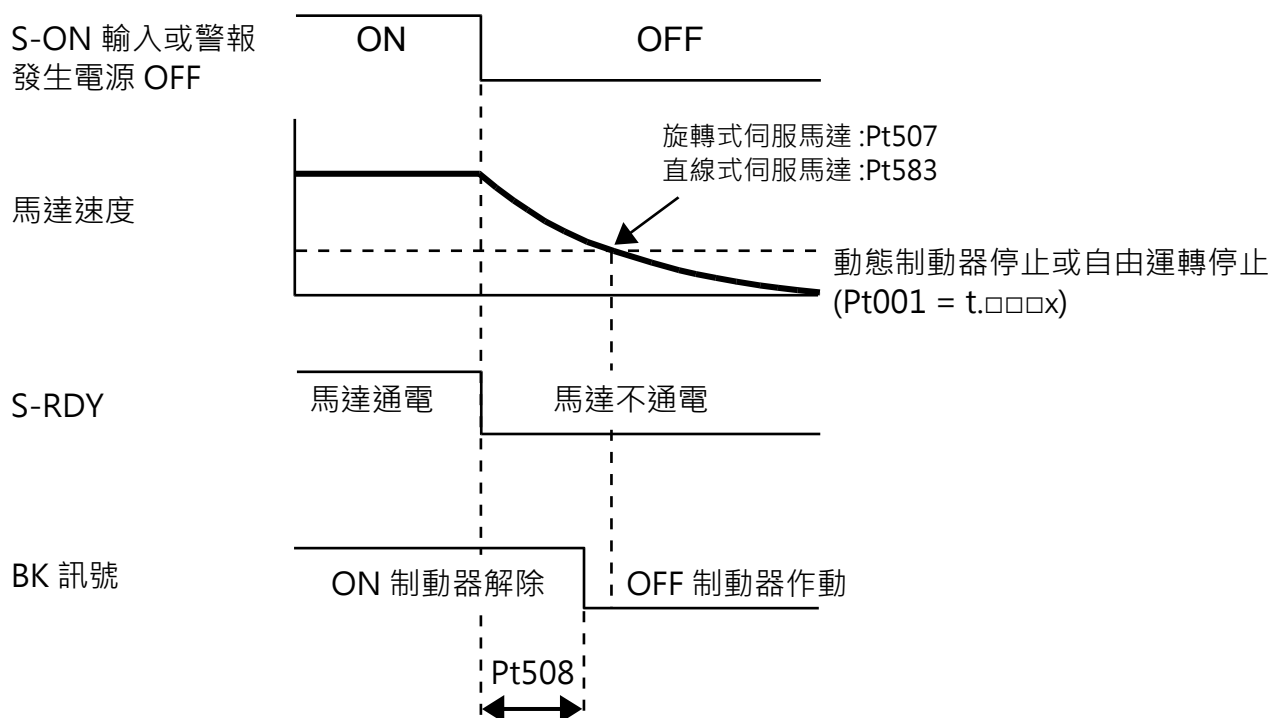 S-ON 輸入或警報
發生電源 OFF
ON
OFF
旋轉式伺服馬達 :Pt507
直線式伺服馬達 :Pt583
馬達速度
動態制動器停止或自由運轉停止
(Pt001 = t.□□□x)
S-RDY
馬達通電
馬達不通電
BK 訊號
ON 制動器解除
OFF 制動器作動
Pt508